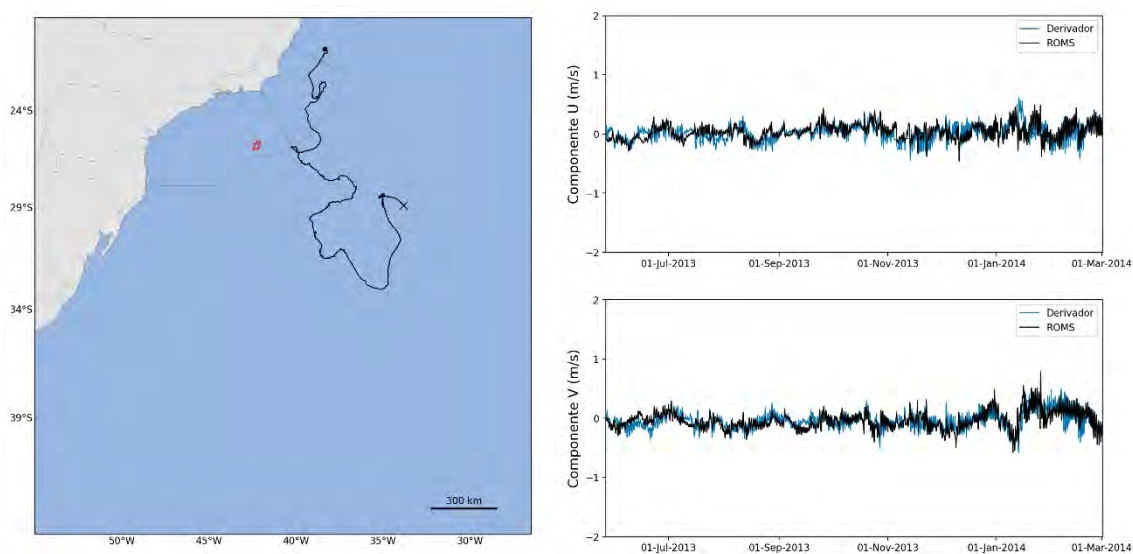 24°S
29°S
34°S
39°S
50°W
45°W
40°W
35°W
30°W
300 km
Componente U (m/s)
2
1
0
−1
−2
Derivador
ROMS
01-Jul-2013
01-Sep-2013
01-Nov-2013
01-Jan-2014
01-Mar-2014
Componente V (m/s)
2
1
0
−1
−2
Derivador
ROMS
01-Jul-2013
01-Sep-2013
01-Nov-2013
01-Jan-2014
01-Mar-2014